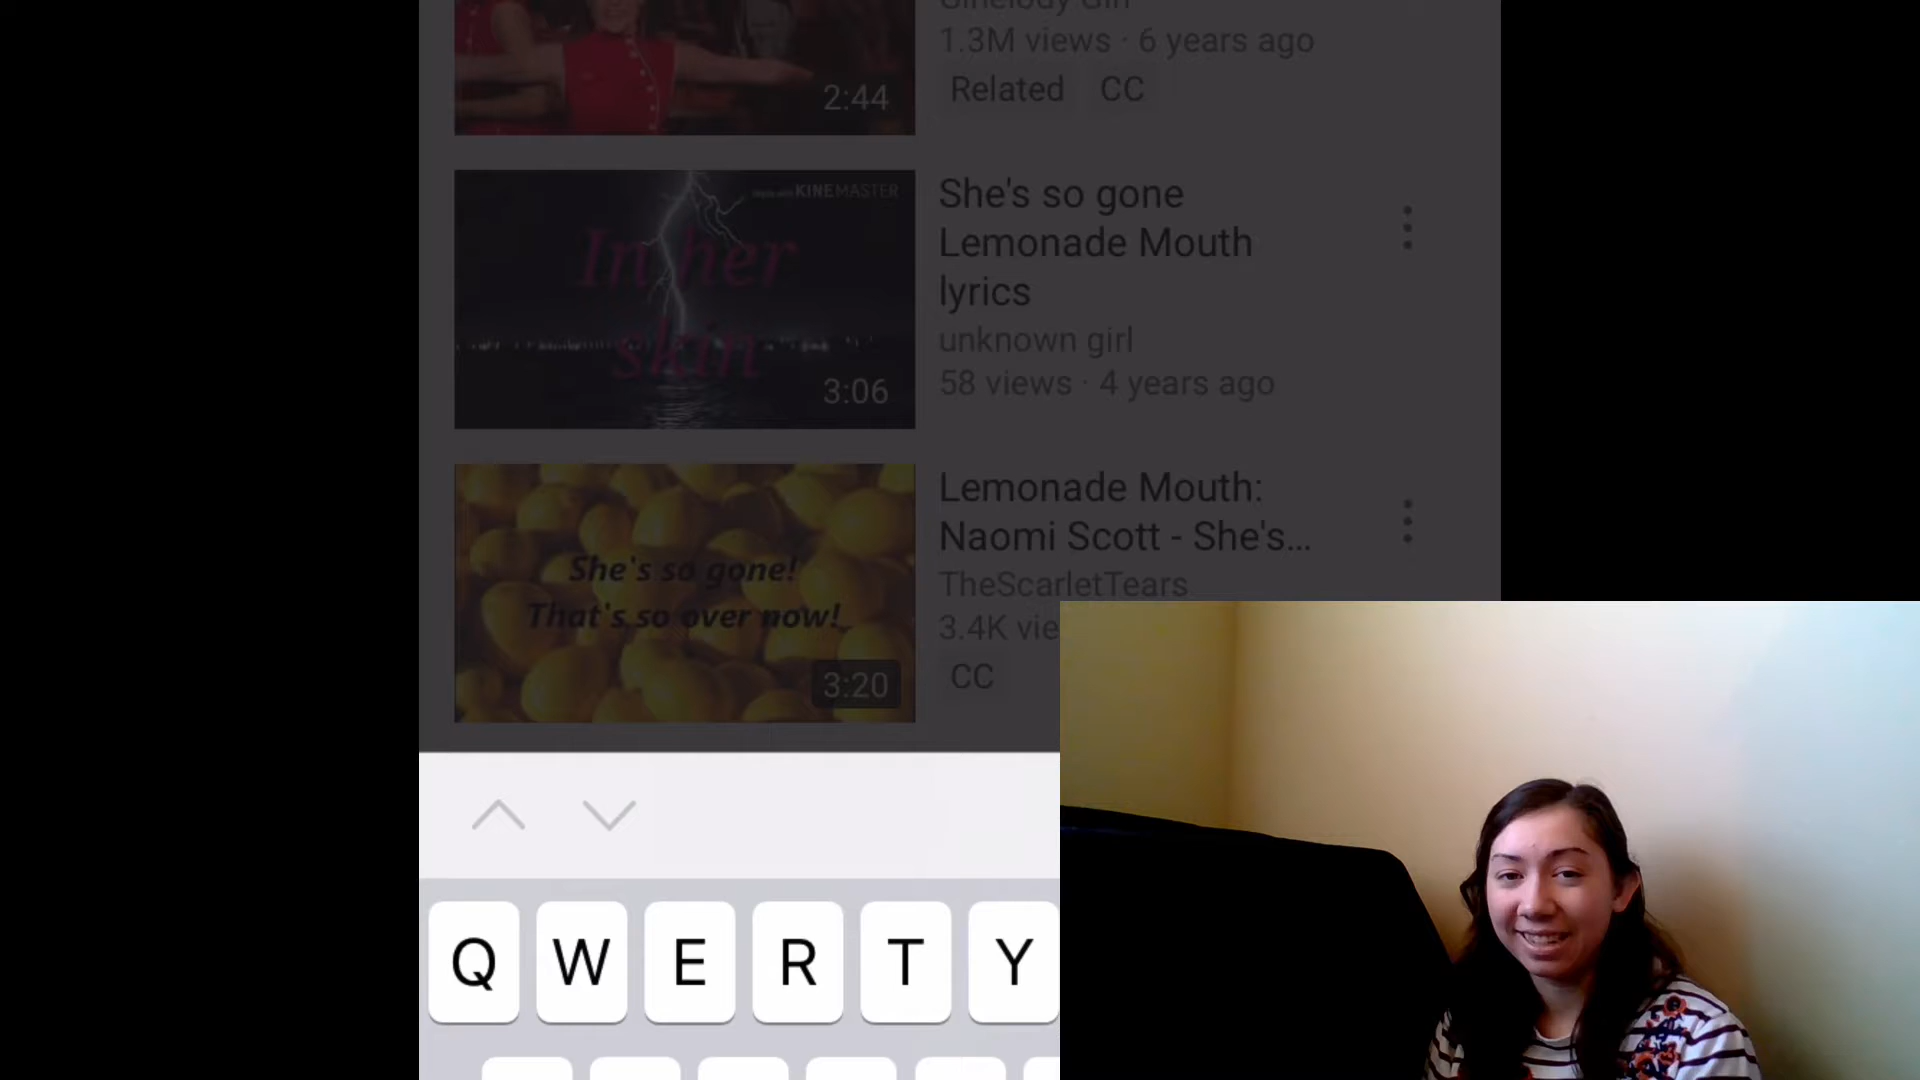 1.3M views · 6 years ago
2:44
Related CC
KINEMASTER
In her
skin
3:06
She's so gone
Lemonade Mouth
lyrics
unknown girl
58 views · 4 years ago
She's so gone!
That's so over now!
3:20
Lemonade Mouth:
Naomi Scott - She's...
TheScarletTears
3.4K vie
CC
Q W E R T Y